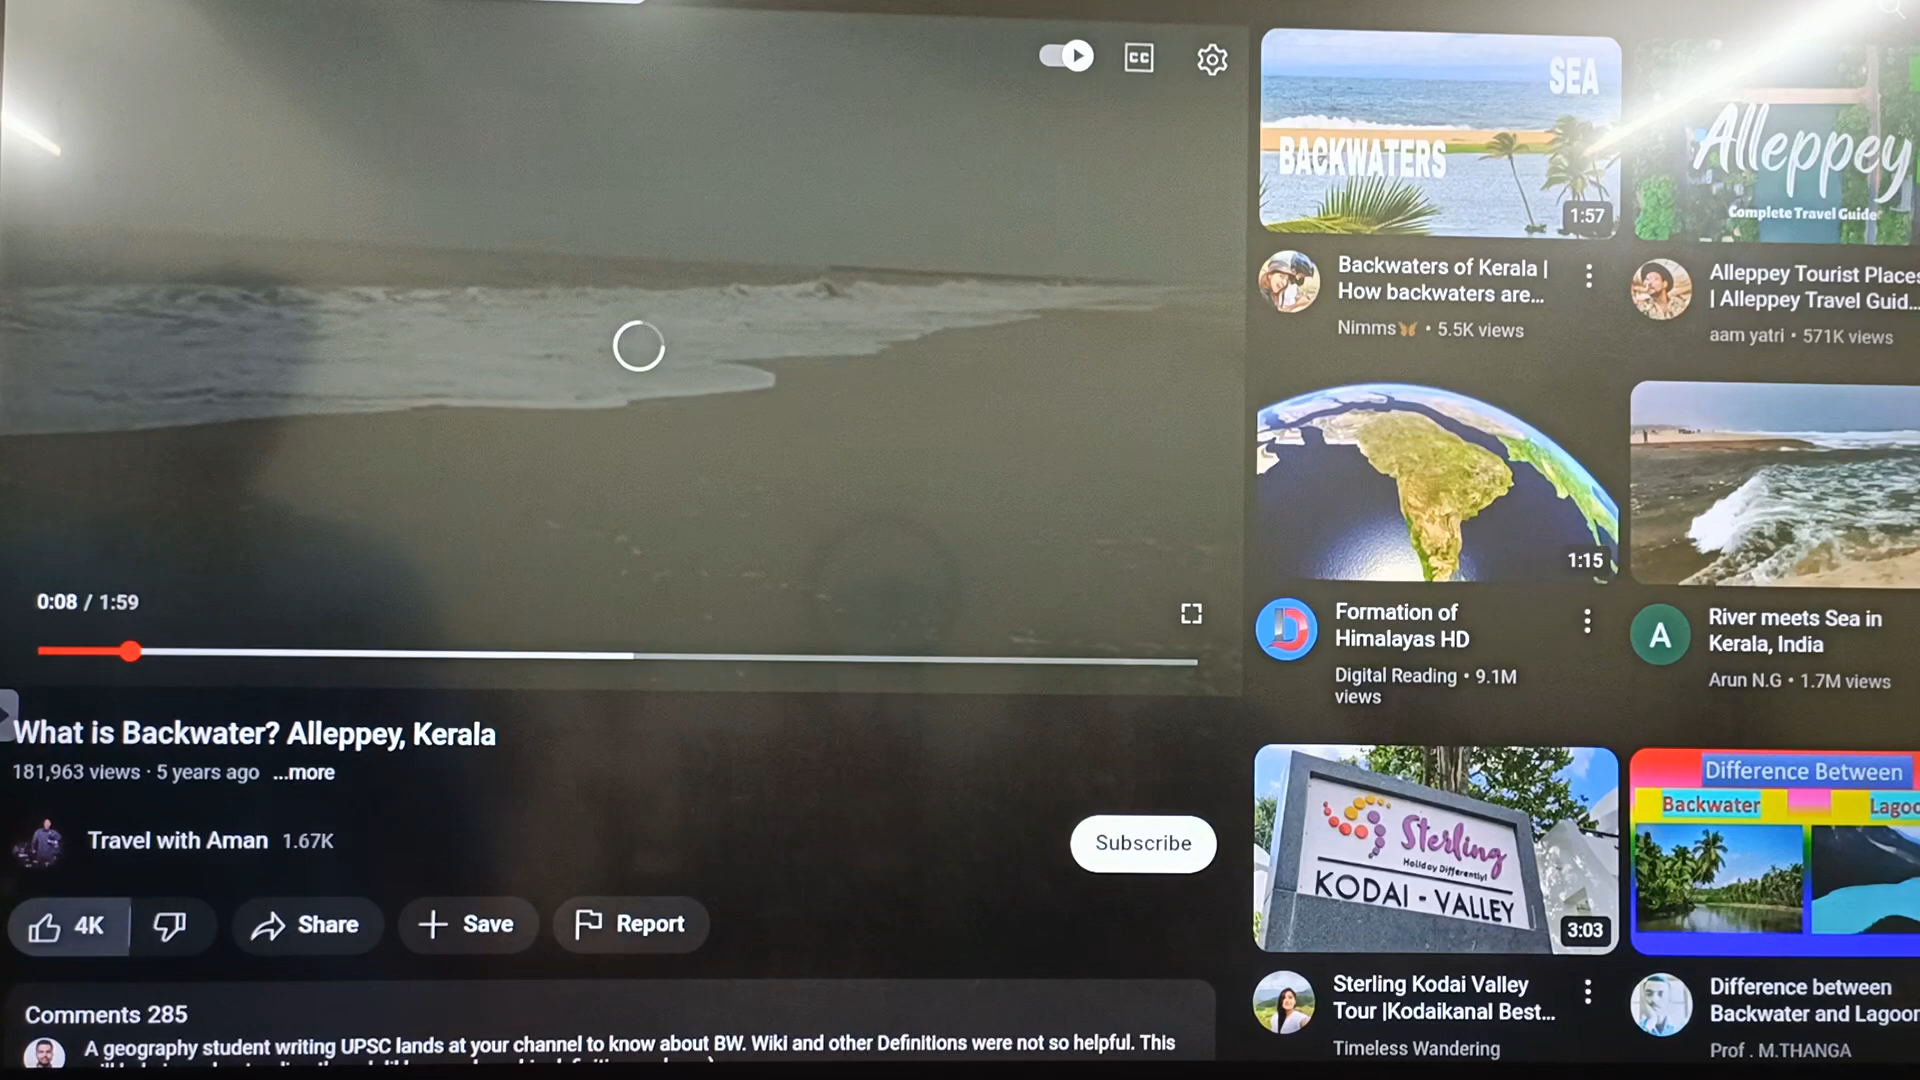 CC
0:08 / 1:59
What is Backwater? Alleppey, Kerala
181,963 views · 5 years ago ...more
Travel with Aman 1.67K
Subscribe
4K
Share
Save
Report
Comments 285
A geography student writing UPSC lands at your channel to know about BW. Wiki and other Definitions were not so helpful. This
SEA
BACKWATERS
1:57
Backwaters of Kerala |
How backwaters are...
Nimms🦋 • 5.5K views
Alleppey
Complete Travel Guide
Alleppey Tourist Places
| Alleppey Travel Guid...
aam yatri • 571K views
1:15
D
Formation of
Himalayas HD
Digital Reading • 9.1M
views
A
River meets Sea in
Kerala, India
Arun N.G • 1.7M views
Sterling
Holiday Differently!
KODAI - VALLEY
3:03
Sterling Kodai Valley
Tour |Kodaikanal Best...
Timeless Wandering
Difference Between
Backwater
Difference between
Backwater and
Prof . M.THANGA